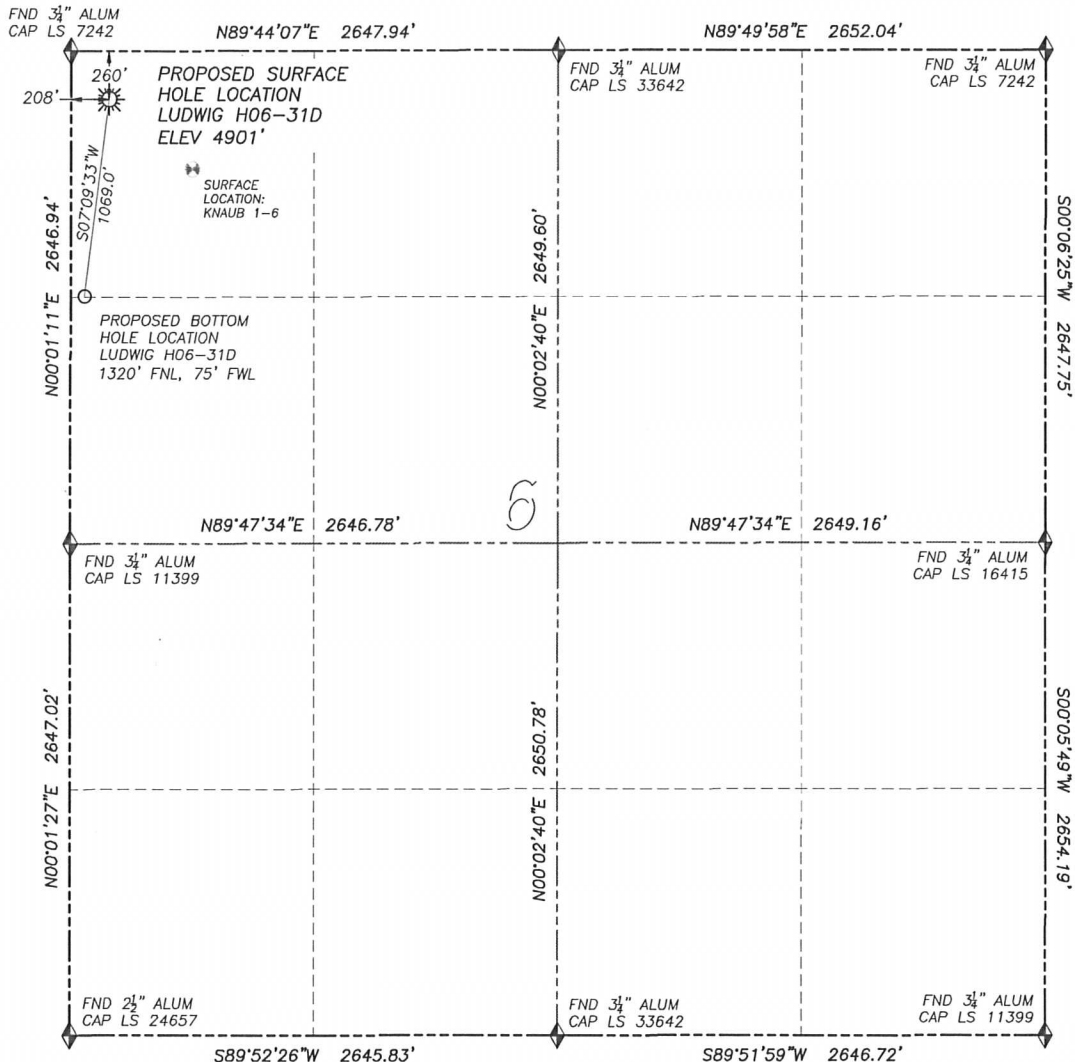 FND 3¼" ALUM
CAP LS 7242
N89°44'07"E 2647.94'
N89°49'58"E 2652.04'
FND 3¼" ALUM
CAP LS 33642
FND 3¼" ALUM
CAP LS 7242
260'
208'
PROPOSED SURFACE
HOLE LOCATION
LUDWIG H06-31D
ELEV 4901'
SURFACE
LOCATION:
KNAUB 1-6
S07°09'33"W
1069.0'
N00°01'11"E 2646.94'
N00°02'40"E 2649.60'
S00°06'25"W 2647.75'
PROPOSED BOTTOM
HOLE LOCATION
LUDWIG H06-31D
1320' FNL, 75' FWL
6
N89°47'34"E 2646.78'
N89°47'34"E 2649.16'
FND 3¼" ALUM
CAP LS 11399
FND 3¼" ALUM
CAP LS 16415
N00°01'27"E 2647.02'
N00°02'40"E 2650.78'
S00°05'49"W 2654.19'
FND 2½" ALUM
CAP LS 24657
FND 3¼" ALUM
CAP LS 33642
FND 3¼" ALUM
CAP LS 11399
S89°52'26"W 2645.83'
S89°51'59"W 2646.72'